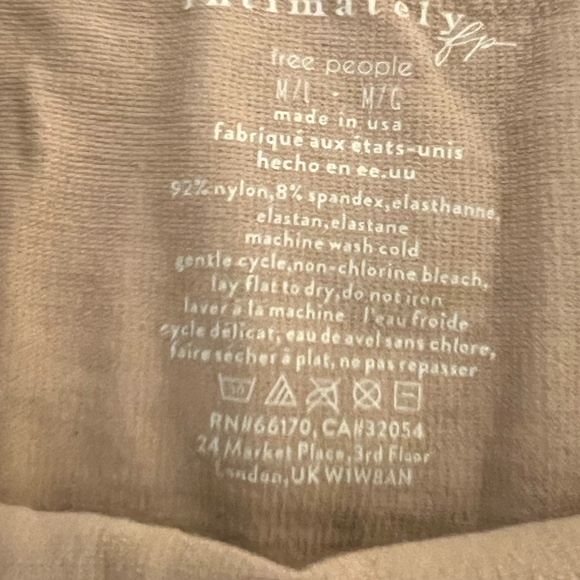 intimately fp
free people
M/L - M/G
made in usa
fabriqué aux états-unis
hecho en ee.uu
92% nylon,8% spandex,elasthanne,
elastan,elastane
machine wash cold
gentle cycle,non-chlorine bleach,
lay flat to dry,do not iron
laver à la machine l'eau froide
cycle délicat, eau de avel sans chlore,
faire sécher à plat, ne pas repasser
RN#66170, CA#32054
24 Market Place,3rd Floor
London,UK W1W8AN